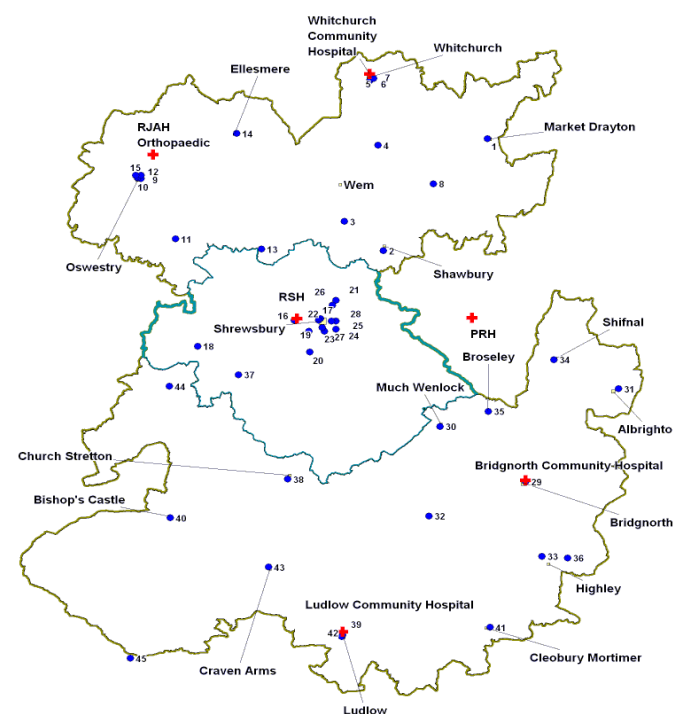 Whitchurch
Community
Hospital
Whitchurch
5
7
6
Ellesmere
14
Market Drayton
1
RJAH
Orthopaedic
4
15
12
9
10
Wem
8
3
11
13
2
Oswestry
Shawbury
RSH
26
21
16
22
17
28
Shrewsbury
25
19
23
27
24
20
PRH
Shifnal
18
Broseley
34
37
44
Much Wenlock
31
35
Albrighto
30
Church Stretton
38
Bridgnorth Community-Hospital
29
Bishop's Castle
40
32
Bridgnorth
33
36
43
Highley
Ludlow Community Hospital
39
42
41
45
Craven Arms
Cleobury Mortimer
Ludlow